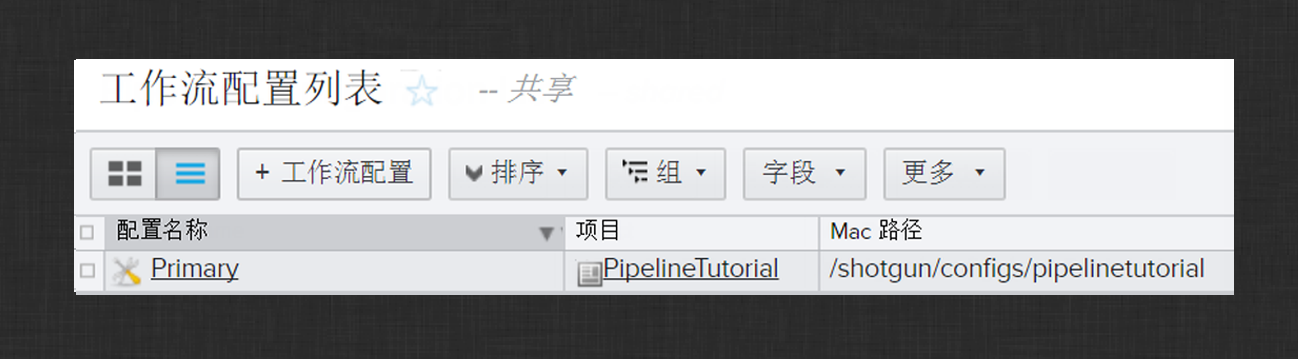 工作流配置列表 -- 共享
+ 工作流配置 排序 组 字段 更多
配置名称 项目 Mac 路径
Primary PipelineTutorial /shotgun/configs/pipelinetutorial